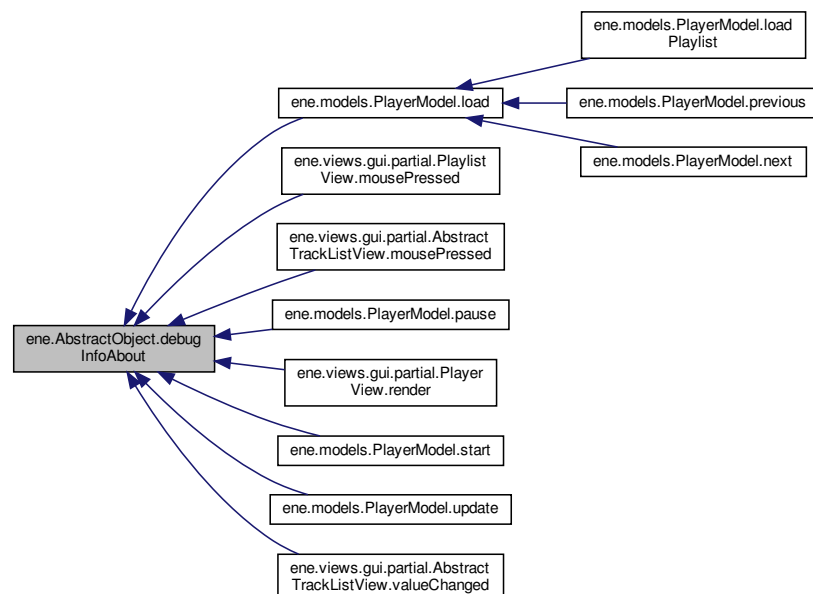 ene.models.PlayerModel.load
Playlist
ene.models.PlayerModel.load
ene.models.PlayerModel.previous
ene.models.PlayerModel.next
ene.views.gui.partial.Playlist
View.mousePressed
ene.views.gui.partial.Abstract
TrackListView.mousePressed
ene.models.PlayerModel.pause
ene.AbstractObject.debug
InfoAbout
ene.views.gui.partial.Player
View.render
ene.models.PlayerModel.start
ene.models.PlayerModel.update
ene.views.gui.partial.Abstract
TrackListView.valueChanged